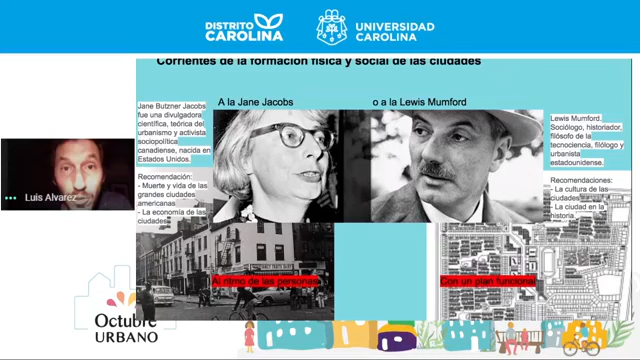 DISTRITO
CAROLINA
UNIVERSIDAD
CAROLINA
Corrientes de la formación física y social de las ciudades
A la Jane Jacobs
o a la Lewis Mumford
Jane Butzner Jacobs
fue una divulgadora
científica, teórica del
urbanismo y activista
sociopolítica
canadiense, nacida en
Estados Unidos.
Recomendación:
- Muerte y vida de las
grandes ciudades
americanas
- La economía de las
ciudades
Lewis Mumford.
Sociólogo, historiador,
filósofo de la
tecnociencia, filólogo y
urbanista
estadounidense.
Recomendaciones:
- La cultura de las
ciudades
- La ciudad en la
historia
Luis Alvarez
Al ritmo de las personas
Con un plan funcional
Octubre
URBANO